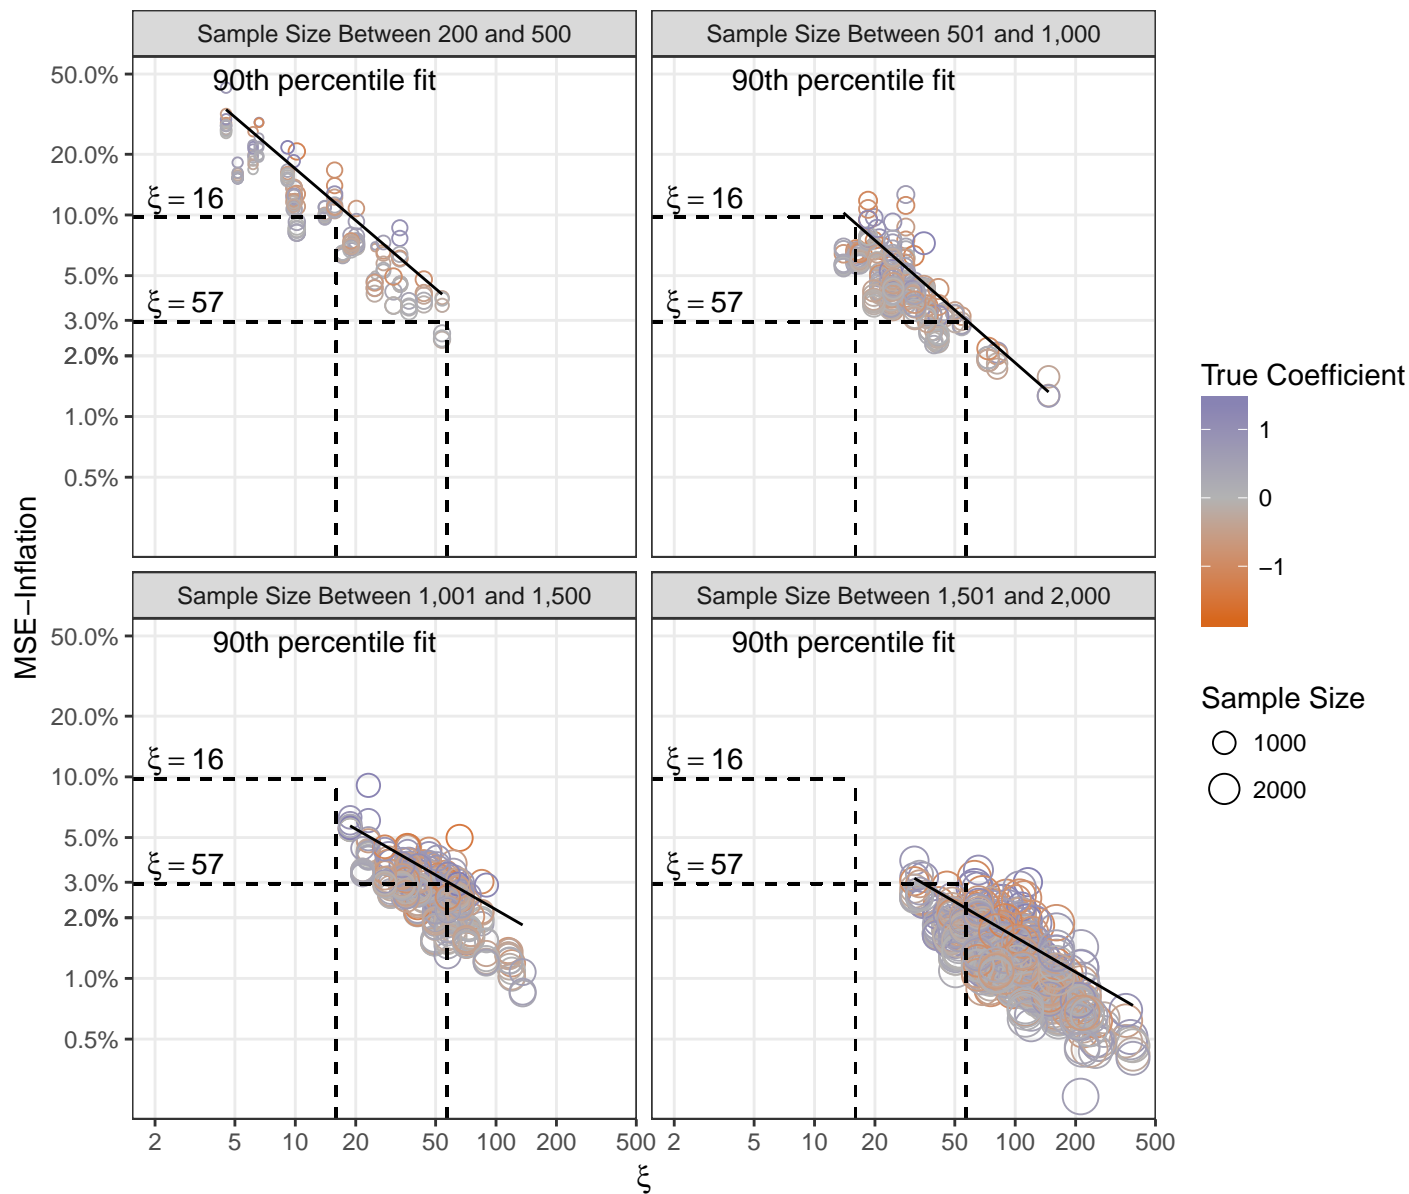 Sample Size Between 200 and 500
Sample Size Between 501 and 1,000
90th percentile fit
90th percentile fit
50.0%
20.0%
10.0%
5.0%
3.0%
2.0%
1.0%
0.5%
ξ = 16
ξ = 57
ξ = 16
ξ = 57
MSE−Inflation
Sample Size Between 1,001 and 1,500
Sample Size Between 1,501 and 2,000
90th percentile fit
90th percentile fit
50.0%
20.0%
10.0%
5.0%
3.0%
2.0%
1.0%
0.5%
ξ = 16
ξ = 57
ξ = 16
ξ = 57
2 5 10 20 50 100 200 500
2 5 10 20 50 100 200 500
ξ
True Coefficient
1
0
−1
Sample Size
1000
2000